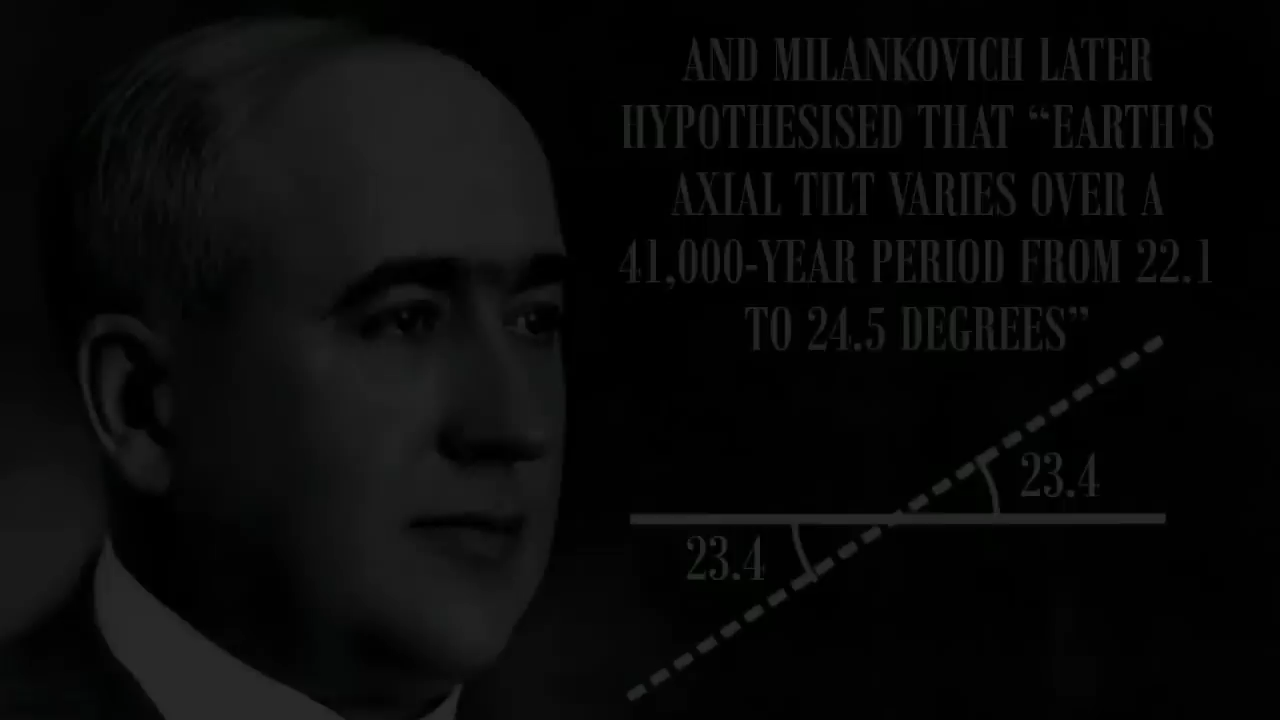 AND MILANKOVICH LATER
HYPOTHESISED THAT “EARTH'S
AXIAL TILT VARIES OVER A
41,000-YEAR PERIOD FROM 22.1
TO 24.5 DEGREES”
23.4
23.4